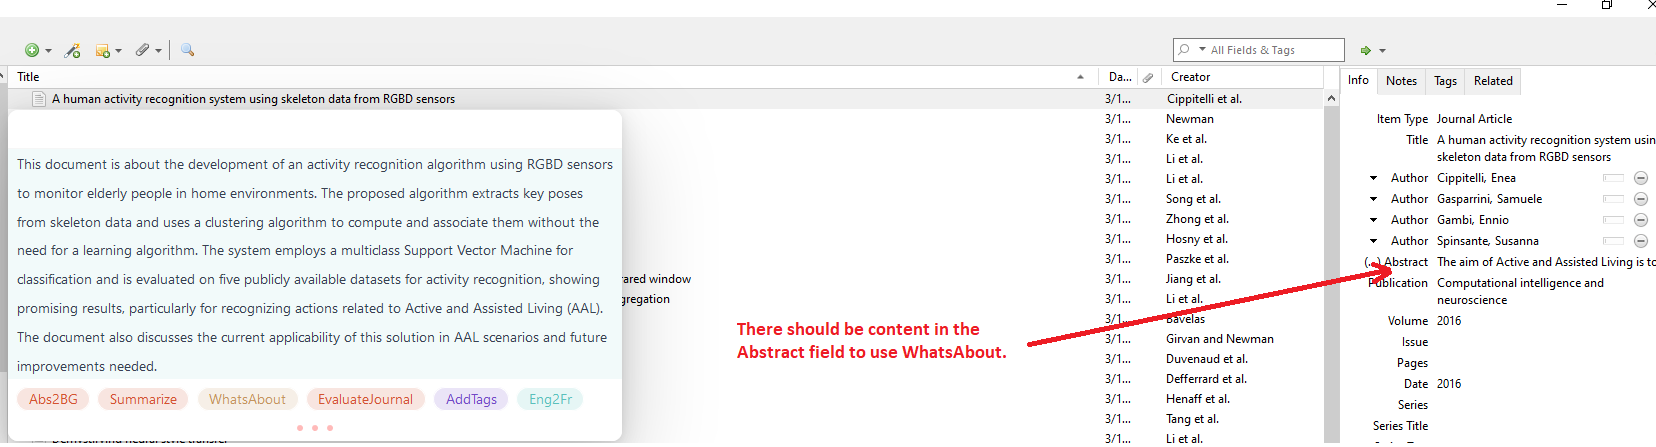 All Fields & Tags
Title
Da...
Creator
Info
Notes
Tags
Related
A human activity recognition system using skeleton data from RGBD sensors
3/1... Cippitelli et al.
3/1... Newman
3/1... Ke et al.
3/1... Li et al.
3/1... Li et al.
3/1... Song et al.
3/1... Zhong et al.
3/1... Hosny et al.
3/1... Paszke et al.
rared window
3/1... Jiang et al.
gregation
3/1... Li et al.
3/1... Bavelas
3/1... Girvan and Newman
3/1... Duvenaud et al.
3/1... Defferrard et al.
3/1... Henaff et al.
3/1... Tang et al.
3/1... Li et al.
This document is about the development of an activity recognition algorithm using RGBD sensors
to monitor elderly people in home environments. The proposed algorithm extracts key poses
from skeleton data and uses a clustering algorithm to compute and associate them without the
need for a learning algorithm. The system employs a multiclass Support Vector Machine for
classification and is evaluated on five publicly available datasets for activity recognition, showing
promising results, particularly for recognizing actions related to Active and Assisted Living (AAL).
The document also discusses the current applicability of this solution in AAL scenarios and future
improvements needed.
Abs2BG
Summarize
WhatsAbout
EvaluateJournal
AddTags
Eng2Fr
There should be content in the
Abstract field to use WhatsAbout.
Item Type Journal Article
Title A human activity recognition system usin
skeleton data from RGBD sensors
Author Cippitelli, Enea
Author Gasparrini, Samuele
Author Gambi, Ennio
Author Spinsante, Susanna
(...) Abstract The aim of Active and Assisted Living is to
Publication Computational intelligence and
neuroscience
Volume 2016
Issue
Pages
Date 2016
Series
Series Title